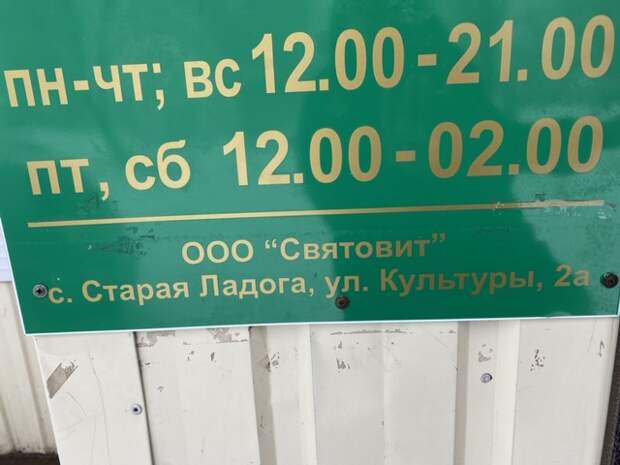 пн-чт; вс 12.00 - 21.00
пт, сб 12.00 - 02.00
ООО “Святовит”
с. Старая Ладога, ул. Культуры, 2а